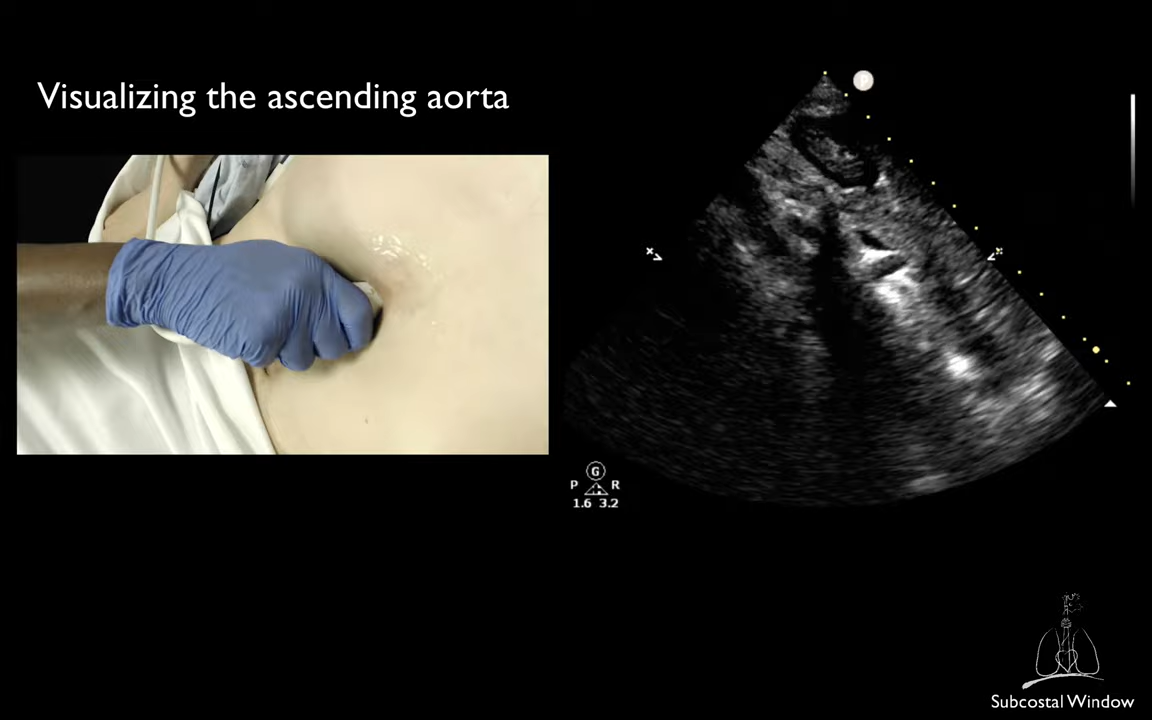 Visualizing the ascending aorta
P
G
P R
1.6 3.2
Subcostal Window